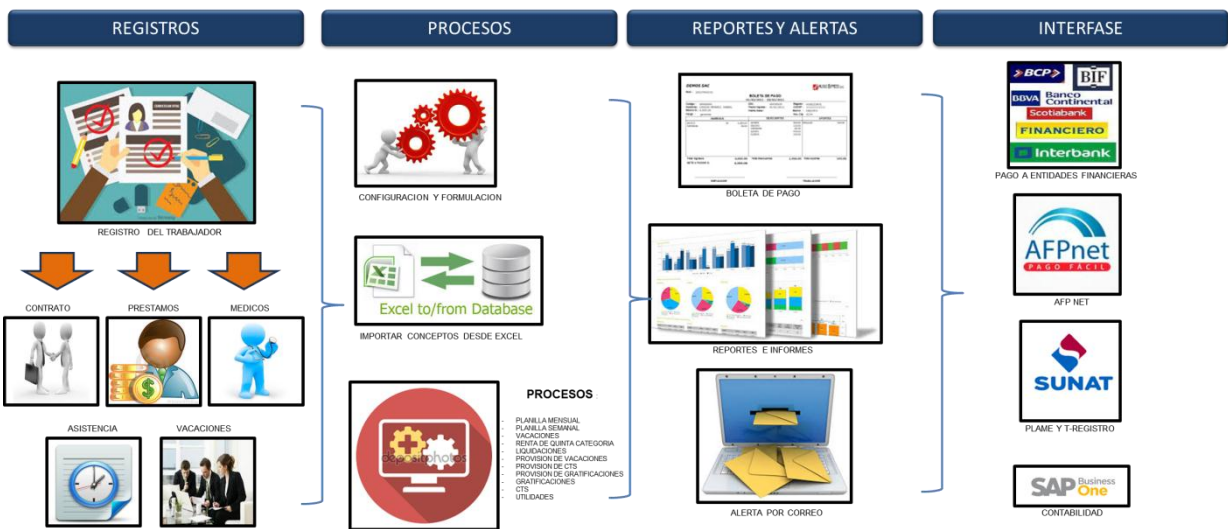 REGISTROS
PROCESOS
REPORTES Y ALERTAS
INTERFASE
REGISTRO DEL TRABAJADOR
CONTRATO
PRESTAMOS
MEDICOS
ASISTENCIA
VACACIONES
CONFIGURACION Y FORMULACION
Excel to/from Database
IMPORTAR CONCEPTOS DESDE EXCEL
depositphotos
PROCESOS
- PLANILLA MENSUAL
- PLANILLA SEMANAL
- VACACIONES
- RENTA DE QUINTA CATEGORIA
- LIQUIDACIONES
- PROVISION DE VACACIONES
- PROVISION DE CTS
- PROVISION DE GRATIFICACIONES
- GRATIFICACIONES
- CTS
- UTILIDADES
BOLETA DE PAGO
BOLETA DE PAGO
REPORTES E INFORMES
ALERTA POR CORREO
BCP
BIF
BBVA Banco Continental
Scotiabank
FINANCIERO
Interbank
PAGO A ENTIDADES FINANCIERAS
AFPnet
PAGO FÁCIL
AFP NET
SUNAT
PLAME Y T-REGISTRO
SAP Business One
CONTABILIDAD